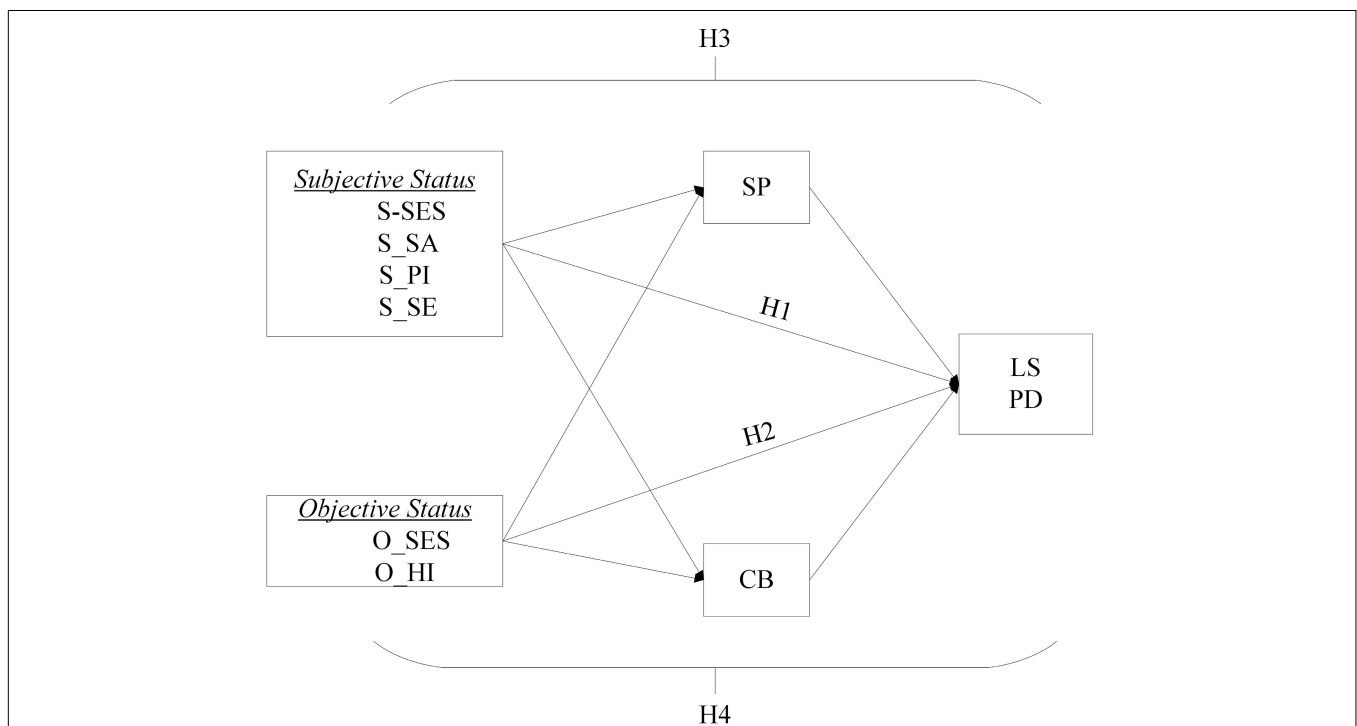 H3
Subjective Status
S-SES
S_SA
S_PI
S_SE
SP
H1
LS
PD
H2
Objective Status
O_SES
O_HI
CB
H4